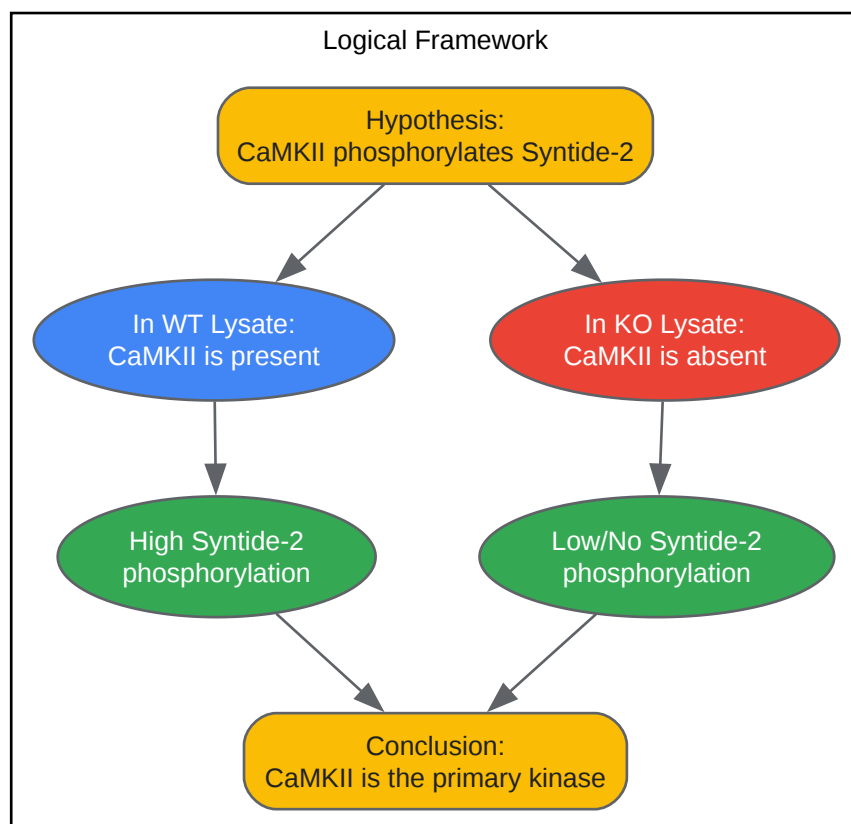 Logical Framework
Hypothesis:
CaMKII phosphorylates Syntide-2
In WT Lysate:
CaMKII is present
In KO Lysate:
CaMKII is absent
High Syntide-2
phosphorylation
Low/No Syntide-2
phosphorylation
Conclusion:
CaMKII is the primary kinase